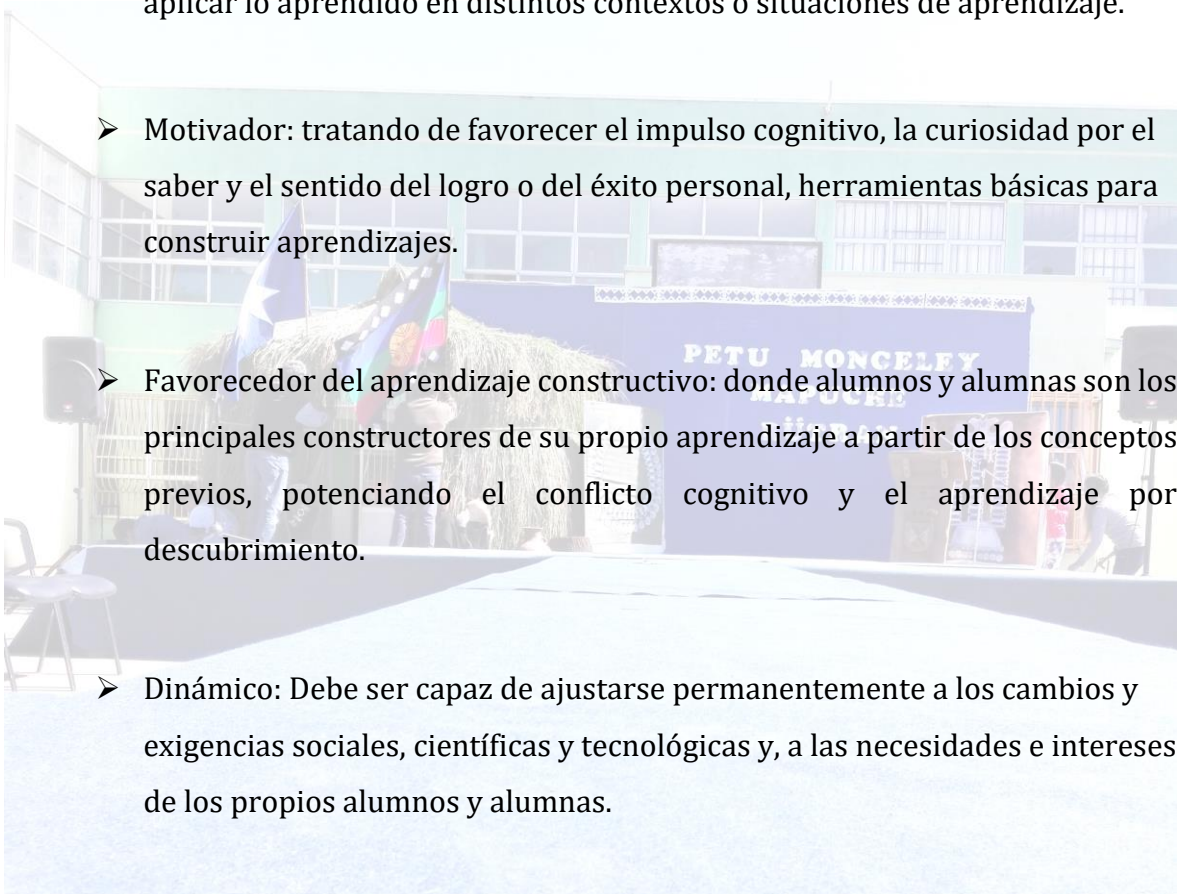 aplicar lo aprendido en distintos contextos o situaciones de aprendizaje.
➢ Motivador: tratando de favorecer el impulso cognitivo, la curiosidad por el
saber y el sentido del logro o del éxito personal, herramientas básicas para
construir aprendizajes.
PETU MONGELEY
MAPUCHE
➢ Favorecedor del aprendizaje constructivo: donde alumnos y alumnas son los
principales constructores de su propio aprendizaje a partir de los conceptos
previos, potenciando el conflicto cognitivo y el aprendizaje por
descubrimiento.
➢ Dinámico: Debe ser capaz de ajustarse permanentemente a los cambios y
exigencias sociales, científicas y tecnológicas y, a las necesidades e intereses
de los propios alumnos y alumnas.